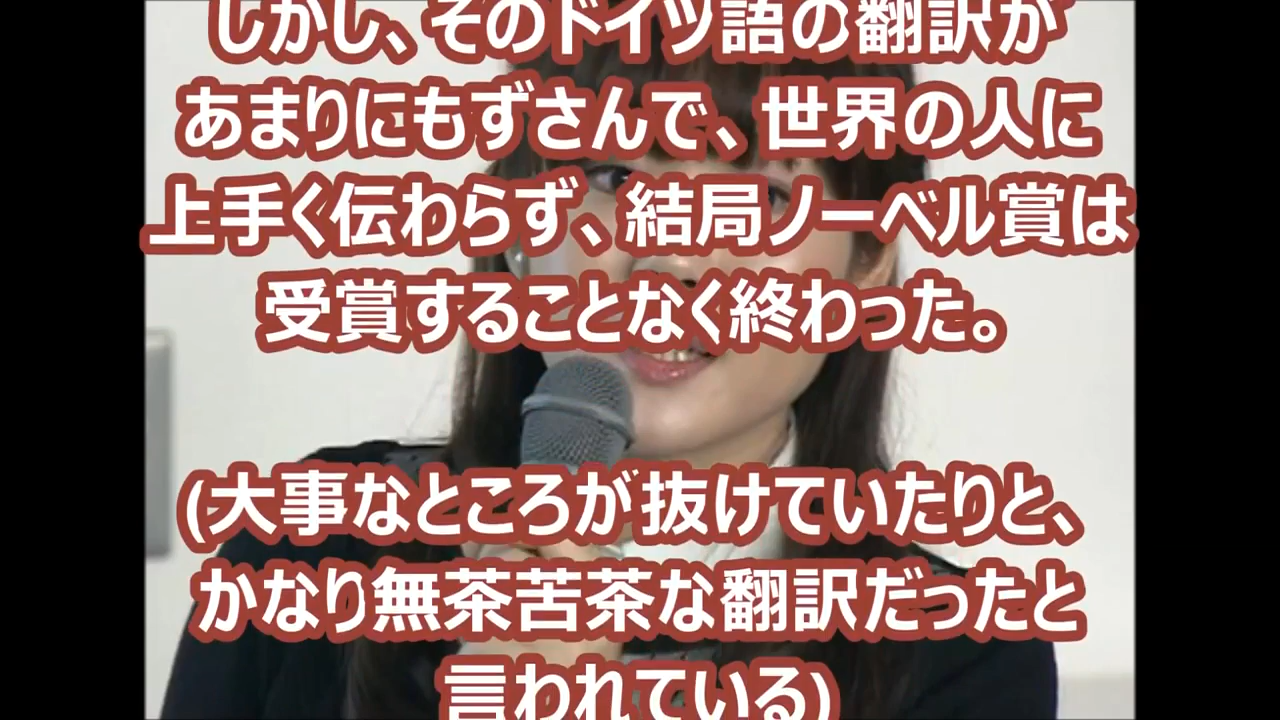 しかし、そのドイツ語の翻訳が
あまりにもずさんで、世界の人に
上手く伝わらず、結局ノーベル賞は
受賞することなく終わった。
(大事なところが抜けていたりと、
かなり無茶苦茶な翻訳だったと
言われている)